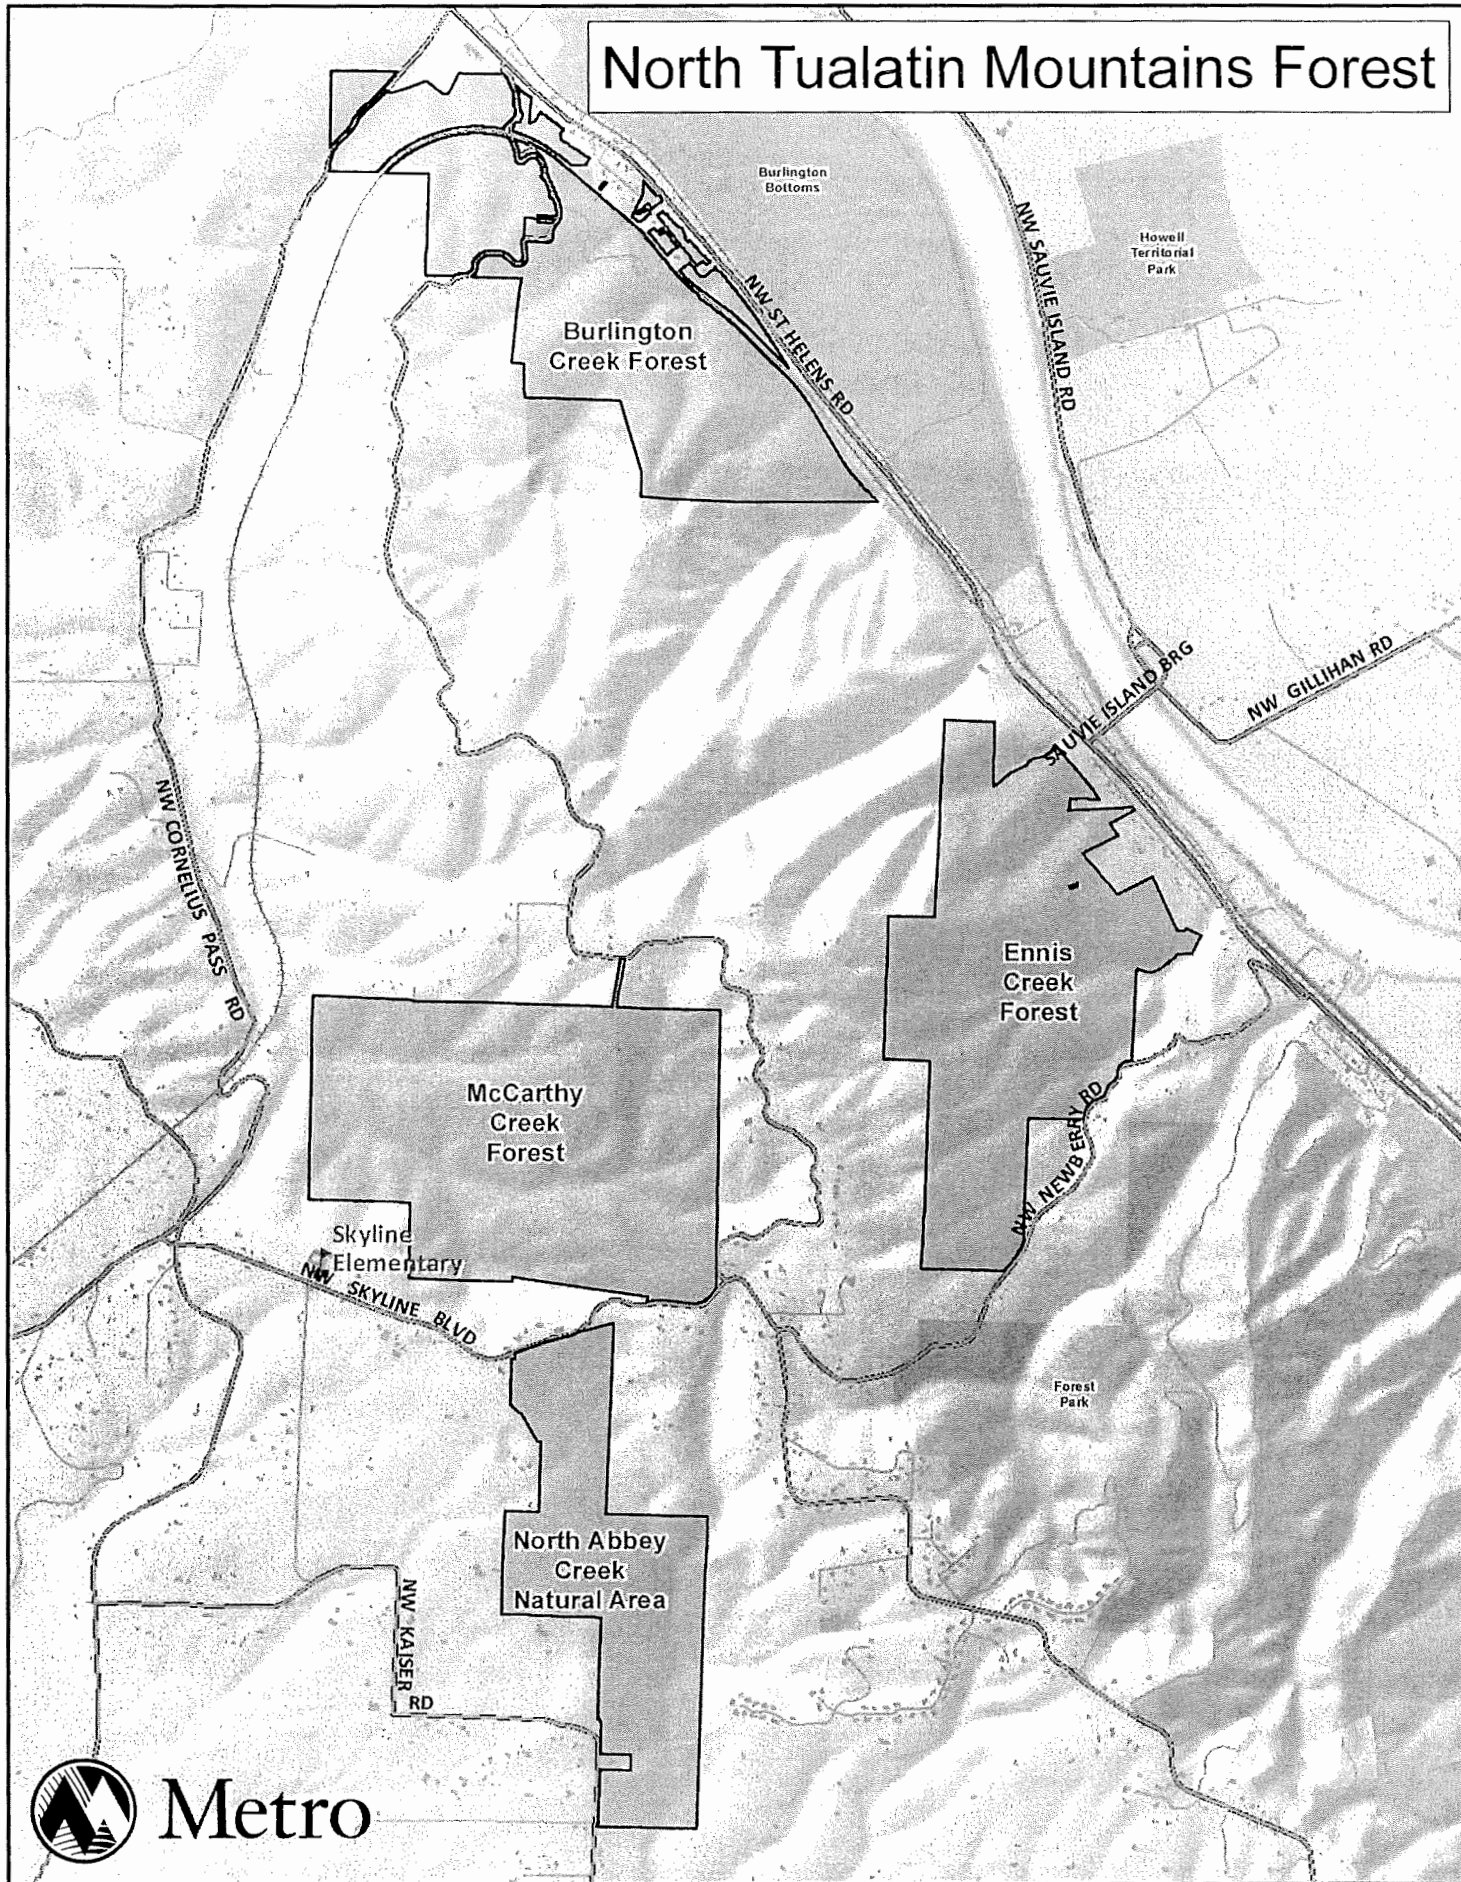 North Tualatin Mountains Forest
Burlington
Bottoms
Howell
Territorial
Park
NW SAUVIE ISLAND RD
NW ST HELENS RD
Burlington
Creek Forest
SAUVIE ISLAND BRG
NW GILLIHAN RD
NW CORNELIUS PASS RD
Ennis
Creek
Forest
McCarthy
Creek
Forest
NW NEWBERRY RD
Skyline
Elementary
NW SKYLINE BLVD
Forest
Park
North Abbey
Creek
Natural Area
NW KAISER
RD
Metro